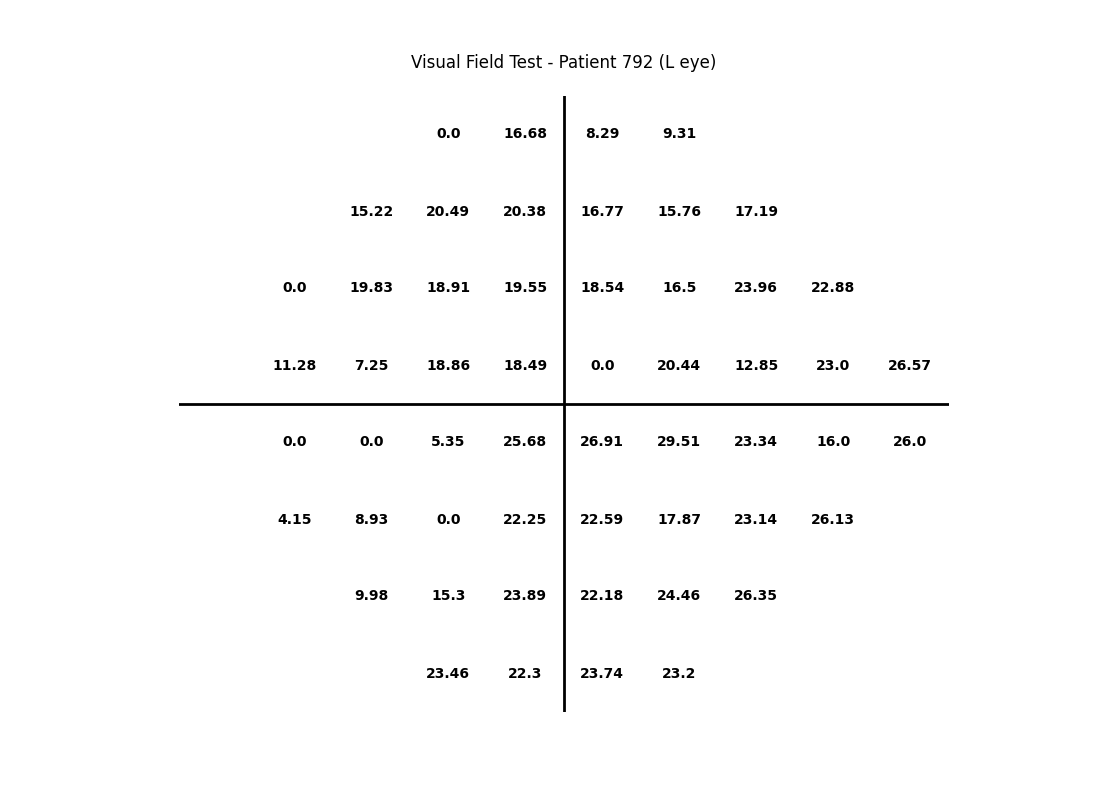 Visual Field Test - Patient 792 (L eye)
0.0 16.68 8.29 9.31
15.22 20.49 20.38 16.77 15.76 17.19
0.0 19.83 18.91 19.55 18.54 16.5 23.96 22.88
11.28 7.25 18.86 18.49 0.0 20.44 12.85 23.0 26.57
0.0 0.0 5.35 25.68 26.91 29.51 23.34 16.0 26.0
4.15 8.93 0.0 22.25 22.59 17.87 23.14 26.13
9.98 15.3 23.89 22.18 24.46 26.35
23.46 22.3 23.74 23.2